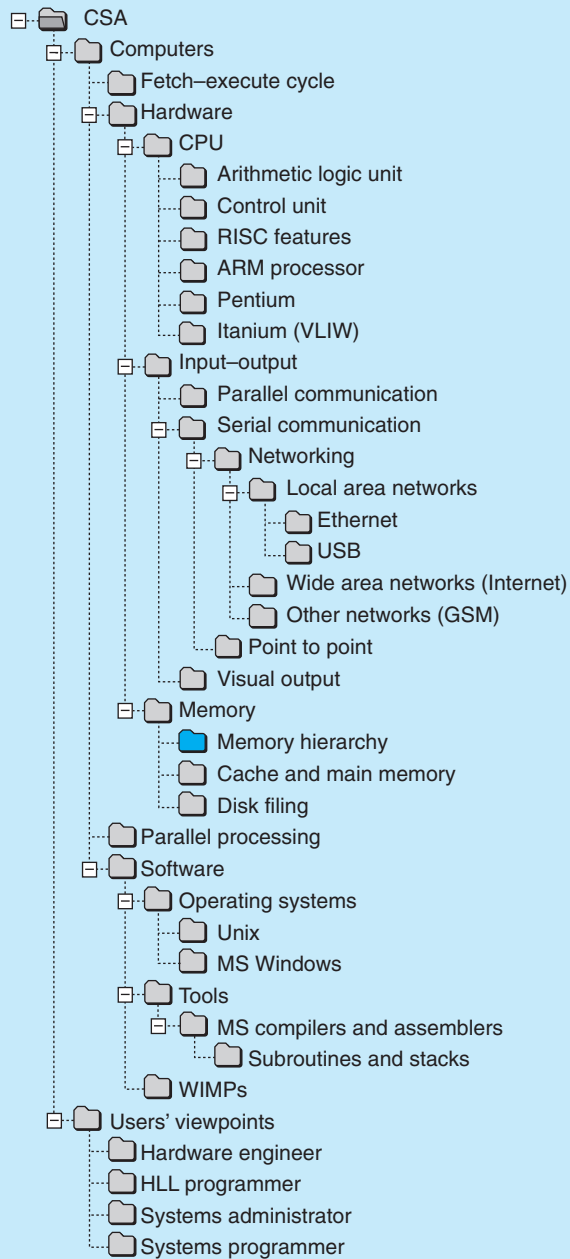 CSA
Computers
Fetch–execute cycle
Hardware
CPU
Arithmetic logic unit
Control unit
RISC features
ARM processor
Pentium
Itanium (VLIW)
Input–output
Parallel communication
Serial communication
Networking
Local area networks
Ethernet
USB
Wide area networks (Internet)
Other networks (GSM)
Point to point
Visual output
Memory
Memory hierarchy
Cache and main memory
Disk filing
Parallel processing
Software
Operating systems
Unix
MS Windows
Tools
MS compilers and assemblers
Subroutines and stacks
WIMPs
Users’ viewpoints
Hardware engineer
HLL programmer
Systems administrator
Systems programmer